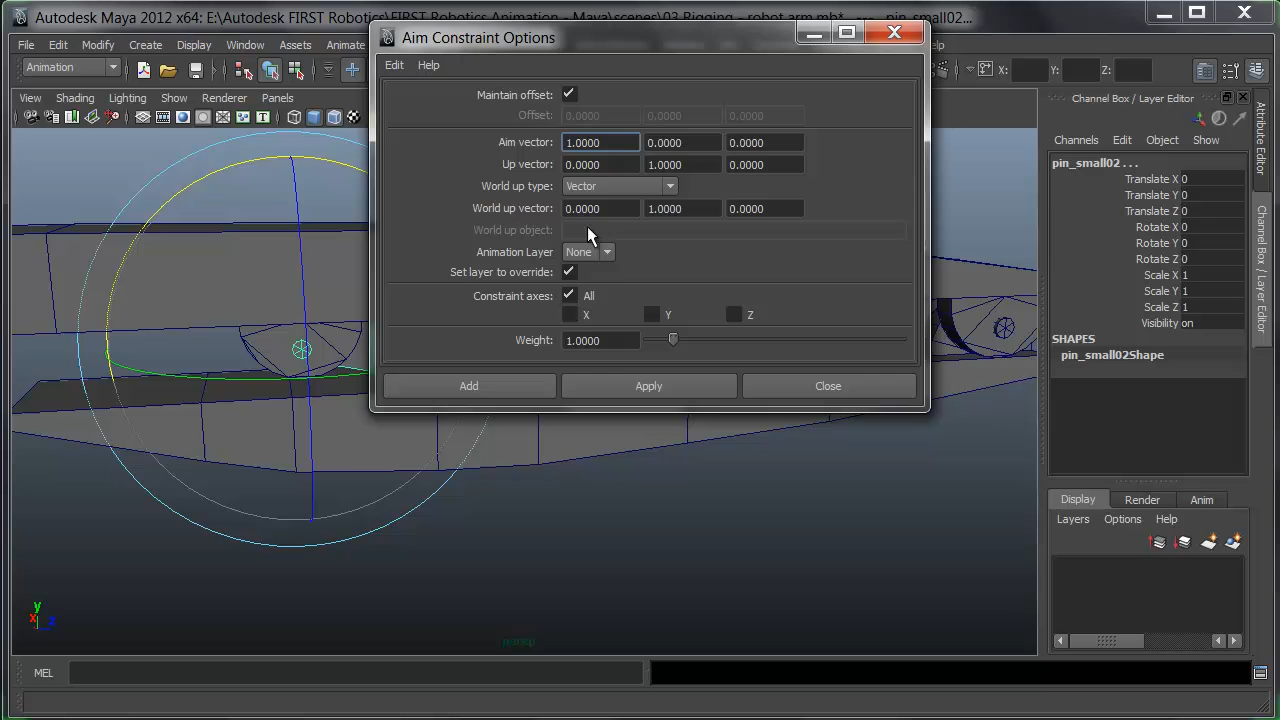 Autodesk Maya 2012 x64: E:\Autodesk FIRST Robotics\FIRST Robotics Animation - Maya\scenes\03 Rigging - robot arm.mb* --- pin_small02...
Aim Constraint Options
File Edit Modify Create Display Window Assets Animate
Edit Help
Animation
X: Y: Z:
View Shading Lighting Show Renderer Panels
Channel Box / Layer Editor
Channels Edit Object Show
Maintain offset:
Offset: 0.0000 0.0000 0.0000
Aim vector: 1.0000 0.0000 0.0000
Up vector: 0.0000 1.0000 0.0000
World up type: Vector
World up vector: 0.0000 1.0000 0.0000
World up object:
Animation Layer None
Set layer to override:
Constraint axes: All
X Y Z
Weight: 1.0000
Add Apply Close
pin_small02 . . .
Translate X 0
Translate Y 0
Translate Z 0
Rotate X 0
Rotate Y 0
Rotate Z 0
Scale X 1
Scale Y 1
Scale Z 1
Visibility on
SHAPES
pin_small02Shape
Attribute Editor
Channel Box / Layer Editor
Display Render Anim
Layers Options Help
y
x z
persp
MEL